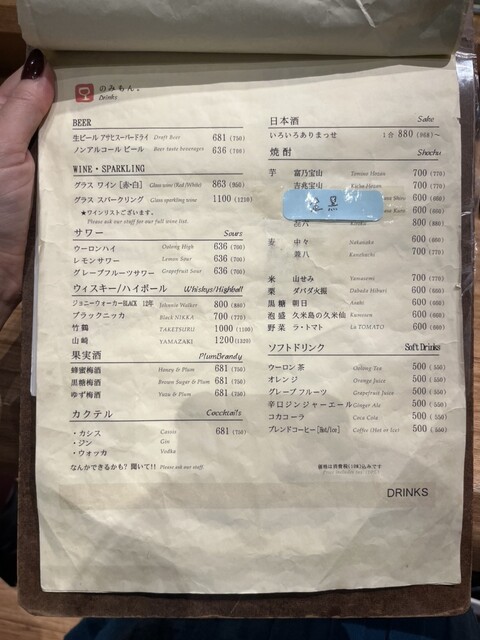 のみもん。
Drinks
BEER
生ビール アサヒスーパードライ Draft Beer 681 (750)
ノンアルコール ビール Beer taste beverages 636 (700)
WINE・SPARKLING
グラス ワイン [赤・白] Glass wine (Red/White) 863 (950)
グラス スパークリング Glass sparkling wine 1100 (1210)
★ワインリストございます。
Please ask our staff for our full wine list.
サワー Sours
ウーロンハイ Oolong High 636 (700)
レモンサワー Lemon Sour 636 (700)
グレープフルーツサワー Grapefruit Sour 636 (700)
ウィスキー/ハイボール Whiskys/Highball
ジョニーウォーカーBLACK 12年 Johnnie Walker 800 (880)
ブラックニッカ Black NIKKA 700 (770)
竹鶴 TAKETSURU 1000 (1100)
山崎 YAMAZAKI 1200 (1320)
果実酒 PlumBrandy
蜂蜜梅酒 Honey & Plum 681 (750)
黒糖梅酒 Brown Sugar & Plum 681 (750)
ゆず梅酒 Yuzu & Plum 681 (750)
カクテル Cocktails
・カシス Cassis 681 (750)
・ジン Gin
・ウォッカ Vodka
なんかできるかも? 聞いて!! Please ask our staff
日本酒 Sake
いろいろありまっせ 1合 880 (968)~
焼酎 Shochu
芋 富乃宝山 Tomino Hozan 700 (770)
吉兆宝山 Kiccho Hozan 700 (770)
600
600
800 (880)
麦 中々 Nakanaka 600 (660)
兼八 Kanehachi 700 (770)
米 山せみ Yamasemi 700 (770)
栗 ダバダ火振 Dabada Hiburi 600 (660)
黒糖 朝日 Asahi 600 (660)
泡盛 久米島の久米仙 Kumesen 600 (660)
野菜 ラ・トマト La TOMATO 600 (660)
ソフトドリンク Soft Drinks
ウーロン茶 Oolong Tea 500 (550)
オレンジ Orange Juice 500 (550)
グレープ フルーツ Grapefruit Juice 500 (550)
辛口ジンジャーエール Ginger Ale 500 (550)
コカコーラ Coca Cola 500 (550)
ブレンドコーヒー [Hot/Ice] Coffee (Hot or Ice) 500 (550)
価格は消費税(10%)込みです
DRINKS